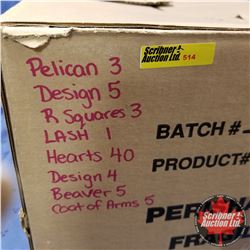 Scribner
Auction Ltd. 514
Pelican 3
Design 5
R Squares 3
LASH 1
Hearts 40
Design 4
Beaver 5
Coat of Arms 5
BATCH #
PRODUCT#
PER
FR
Scribner
Auction Ltd.